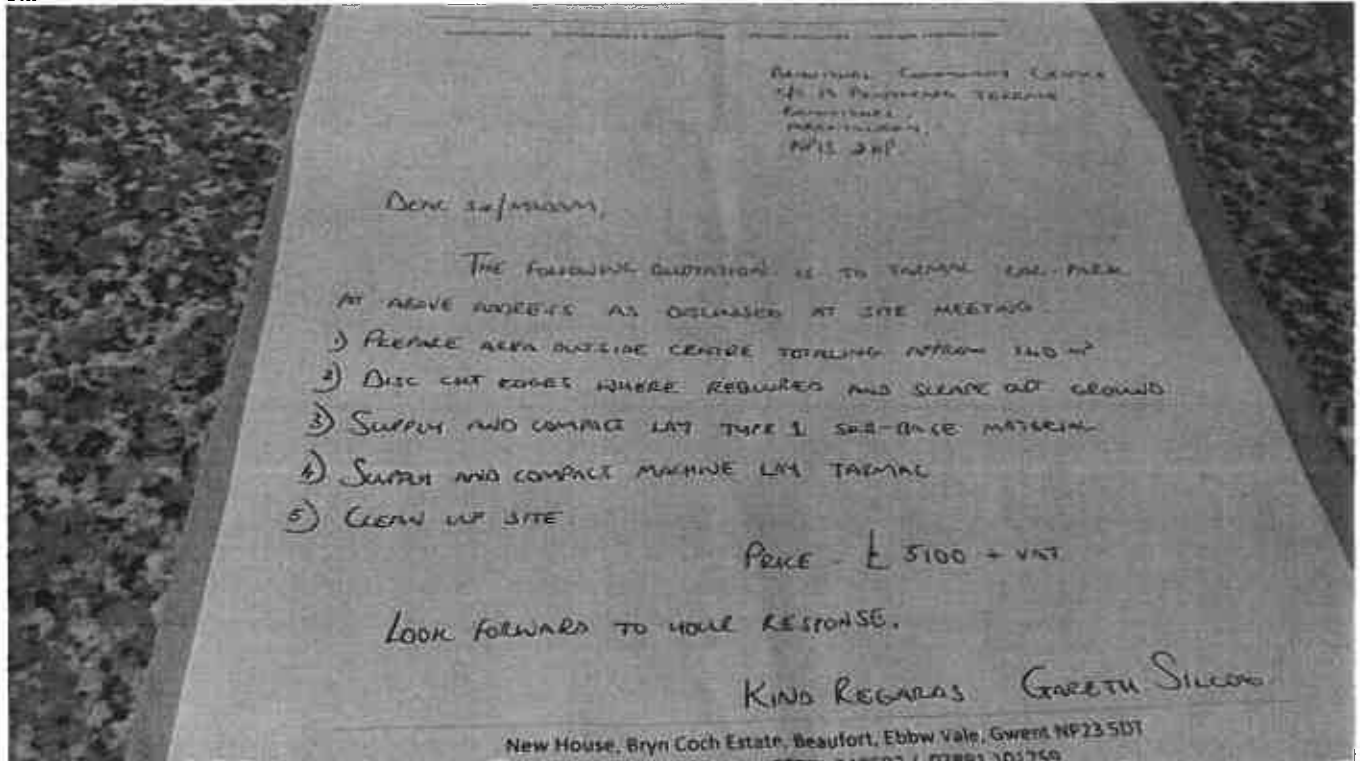 Community Centre
Terrace
NP15
Dear Sir/Madam,
The following quotation is to tarmac car park
at above address as discussed at site meeting.
1) Prepare area outside centre totaling approx m²
2) Disc cut edges where required and scrape out ground
3) Supply and compact lay type 1 sub-base material
4) Supply and compact machine lay tarmac
5) Clean up site
Price - £ 5100 + VAT
Look forward to your response.
Kind Regards Gareth
New House, Bryn Coch Estate, Beaufort, Ebbw Vale, Gwent NP23 5DT